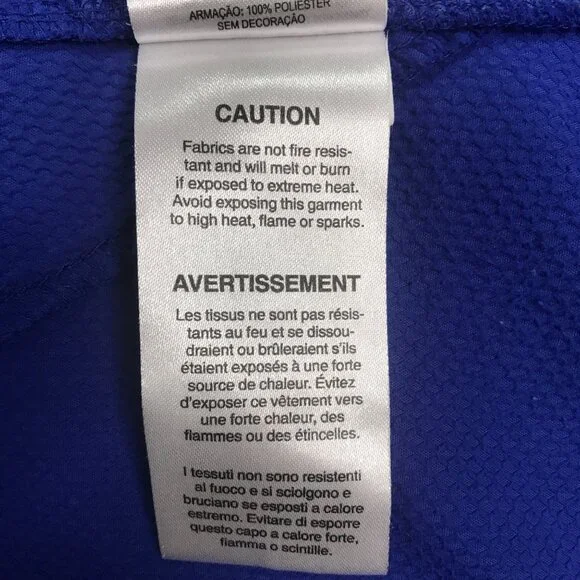 ARMAÇÃO: 100% POLIÉSTER
SEM DECORAÇÃO
CAUTION
Fabrics are not fire resis-
tant and will melt or burn
if exposed to extreme heat.
Avoid exposing this garment
to high heat, flame or sparks.
AVERTISSEMENT
Les tissus ne sont pas résis-
tants au feu et se dissou-
draient ou brûleraient s'ils
étaient exposés à une forte
source de chaleur. Évitez
d'exposer ce vêtement vers
une forte chaleur, des
flammes ou des étincelles.
I tessuti non sono resistenti
al fuoco e si sciolgono e
bruciano se esposti a calore
estremo. Evitare di esporre
questo capo a calore forte,
fiamma o scintille.